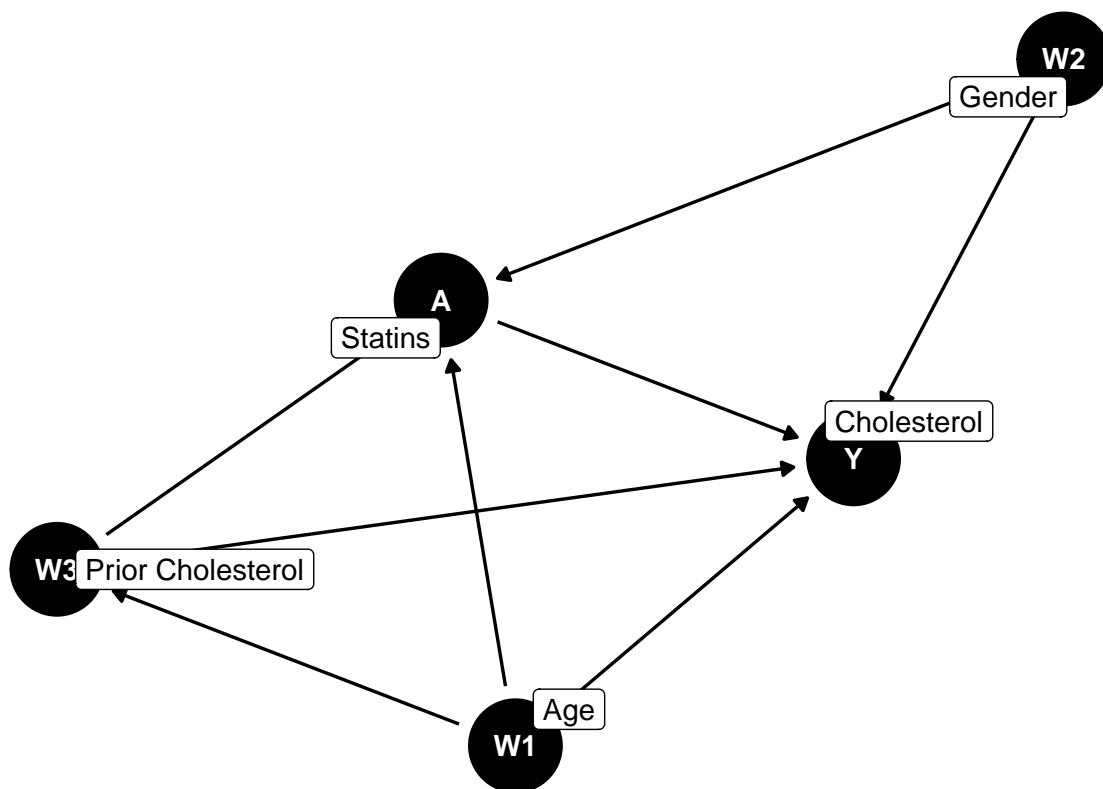 W2
Gender
A
Statins
Cholesterol
Y
W3
Prior Cholesterol
Age
W1